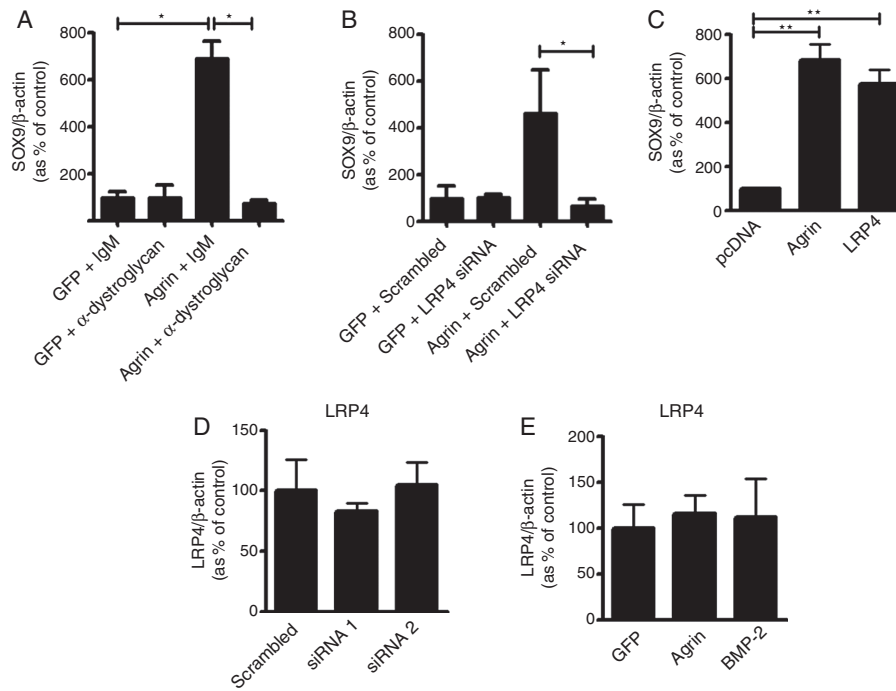 A
SOX9/β-actin
(as % of control)
800
600
400
200
0
*
*
GFP + IgM
GFP + α-dystroglycan
Agrin + IgM
Agrin + α-dystroglycan
B
SOX9/β-actin
(as % of control)
800
600
400
200
0
*
GFP + Scrambled
GFP + LRP4 siRNA
Agrin + Scrambled
Agrin + LRP4 siRNA
C
SOX9/β-actin
(as % of control)
800
600
400
200
0
**
**
pcDNA
Agrin
LRP4
D
LRP4
LRP4/β-actin
(as % of control)
150
100
50
0
Scrambled
siRNA 1
siRNA 2
E
LRP4
LRP4/β-actin
(as % of control)
200
150
100
50
0
GFP
Agrin
BMP-2